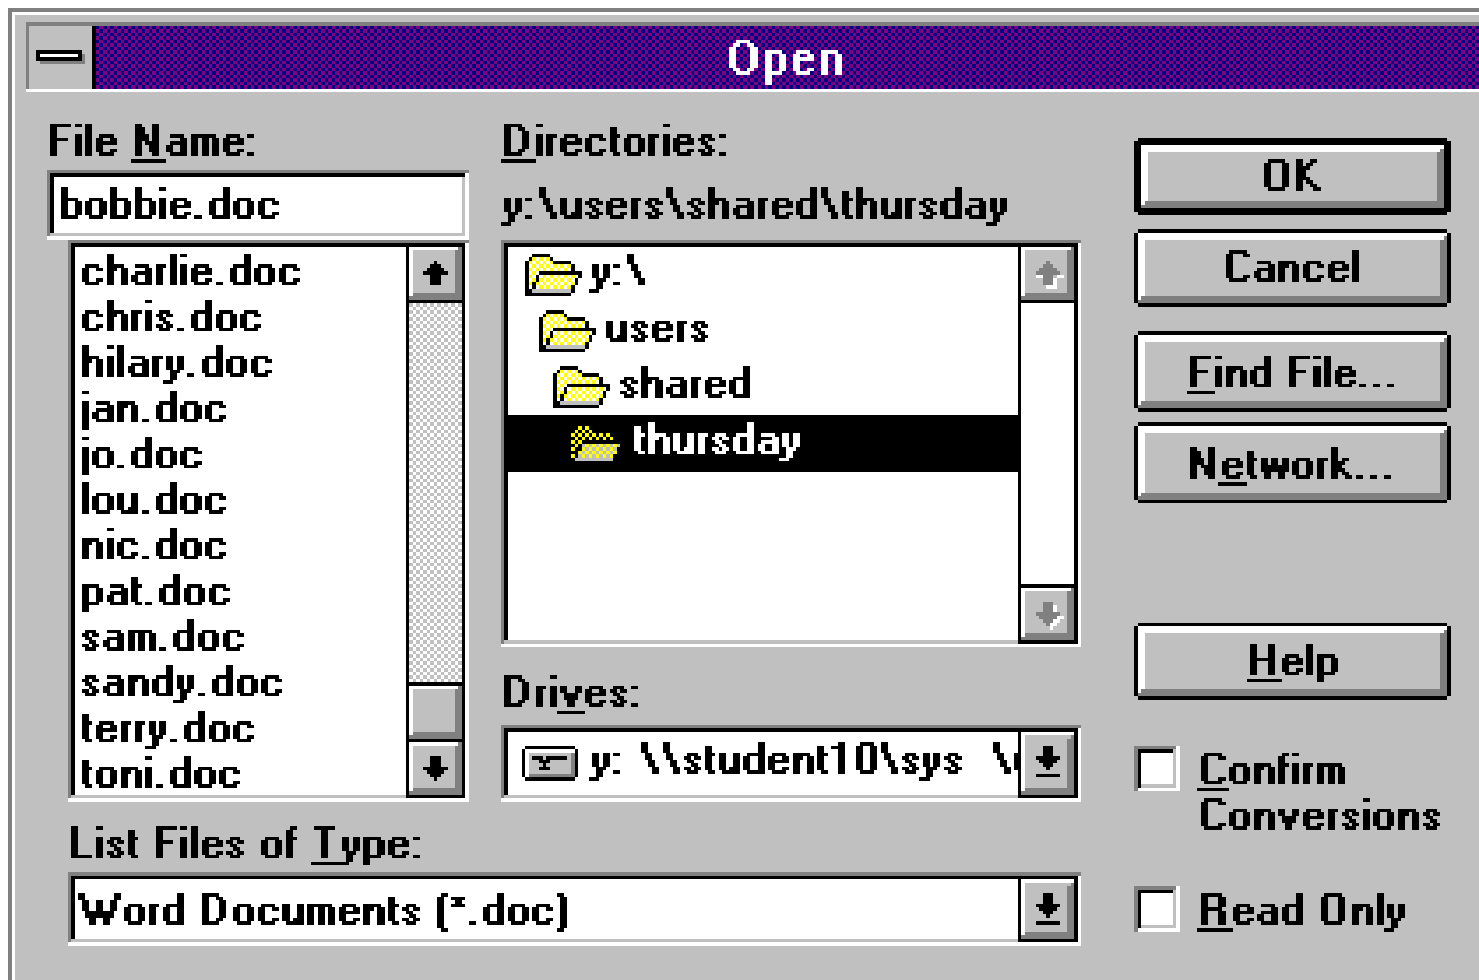 Open
File Name:
bobbie.doc
charlie.doc
chris.doc
hilary.doc
jan.doc
jo.doc
lou.doc
nic.doc
pat.doc
sam.doc
sandy.doc
terry.doc
toni.doc
List Files of Type:
Word Documents (*.doc)
Directories:
y:\users\shared\thursday
y:\
users
shared
thursday
Drives:
y: \\student10\sys
OK
Cancel
Find File...
Network...
Help
Confirm
Conversions
Read Only